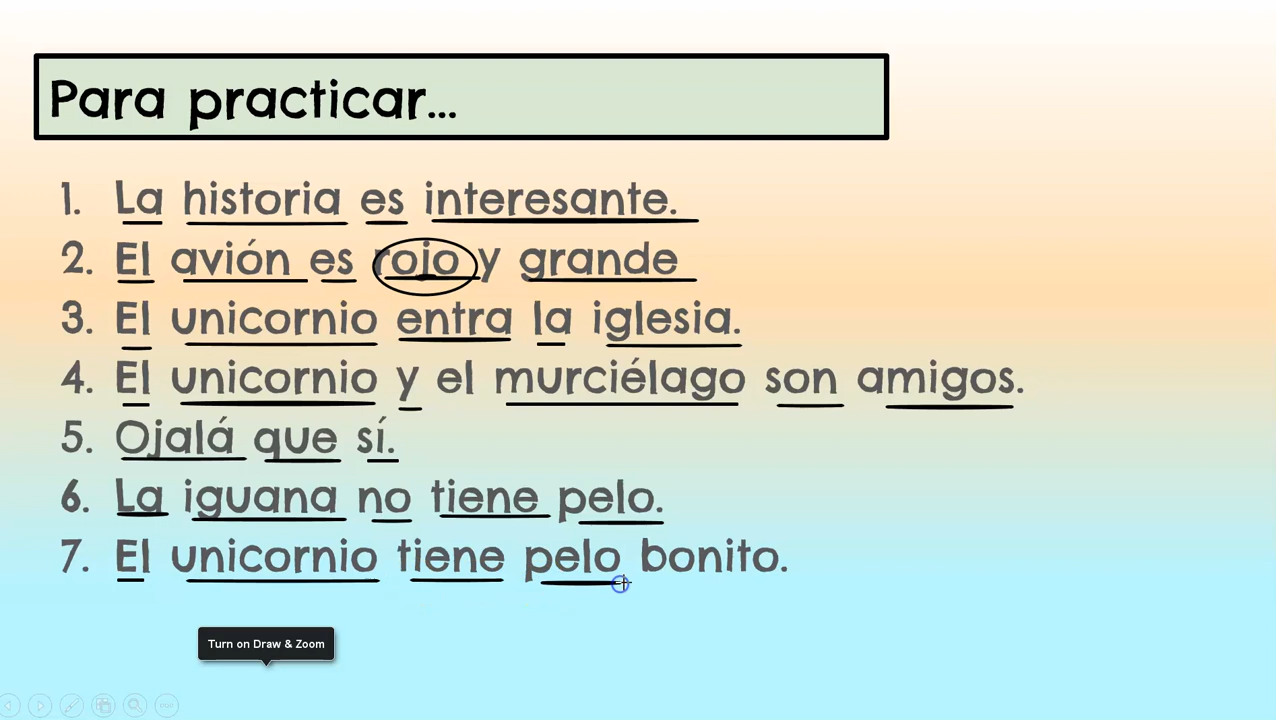 Para practicar...
1. La historia es interesante.
2. El avión es rojo y grande
3. El unicornio entra la iglesia.
4. El unicornio y el murciélago son amigos.
5. Ojalá que sí.
6. La iguana no tiene pelo.
7. El unicornio tiene pelo bonito.
Turn on Draw & Zoom